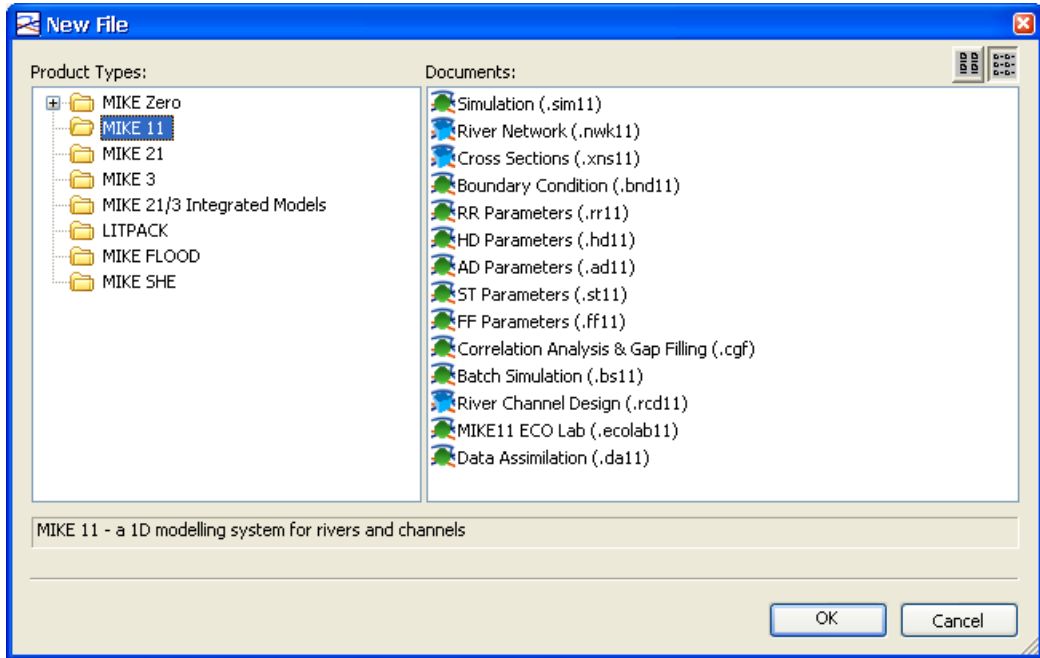 New File
Product Types:
MIKE Zero
MIKE 11
MIKE 21
MIKE 3
MIKE 21/3 Integrated Models
LITPACK
MIKE FLOOD
MIKE SHE
Documents:
Simulation (.sim11)
River Network (.nwk11)
Cross Sections (.xns11)
Boundary Condition (.bnd11)
RR Parameters (.rr11)
HD Parameters (.hd11)
AD Parameters (.ad11)
ST Parameters (.st11)
FF Parameters (.ff11)
Correlation Analysis & Gap Filling (.cgf)
Batch Simulation (.bs11)
River Channel Design (.rcd11)
MIKE11 ECO Lab (.ecolab11)
Data Assimilation (.da11)
MIKE 11 - a 1D modelling system for rivers and channels
OK
Cancel